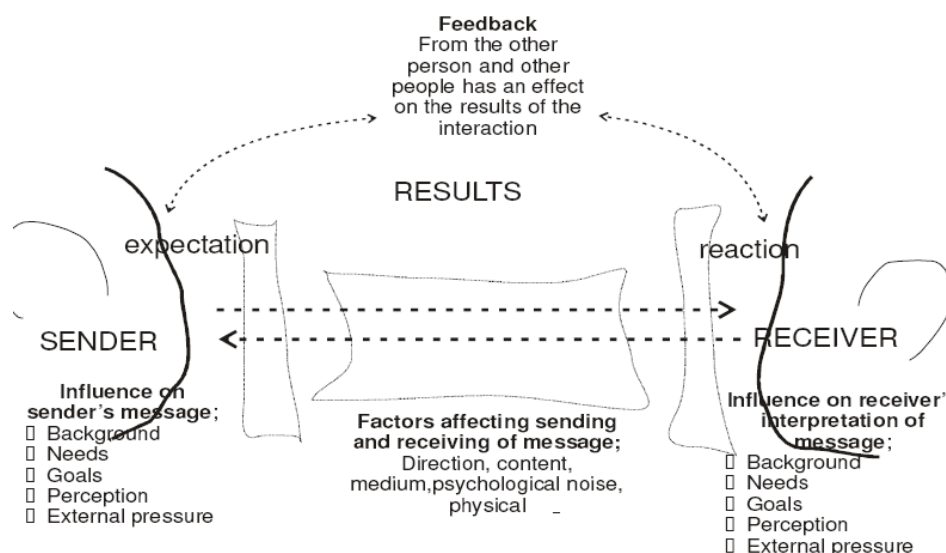 Feedback
From the other
person and other
people has an effect
on the results of the
interaction
RESULTS
expectation
reaction
SENDER
RECEIVER
Influence on
sender's message;
Background
Needs
Goals
Perception
External pressure
Factors affecting sending
and receiving of message;
Direction, content,
medium,psychological noise,
physical
Influence on receiver'
interpretation of
message;
Background
Needs
Goals
Perception
External pressure